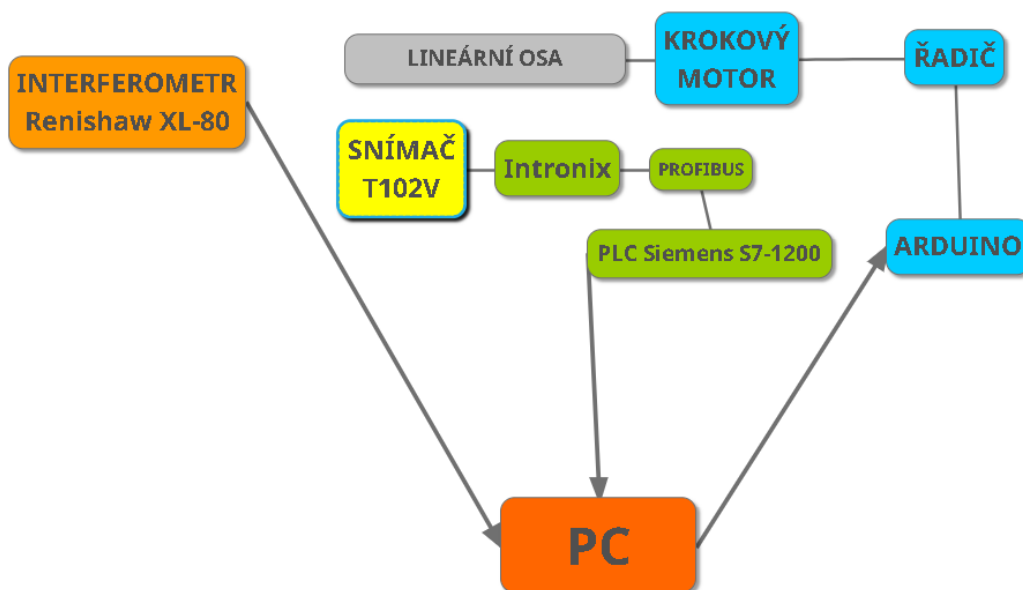 LINEÁRNÍ OSA
KROKOVÝ
MOTOR
ŘADIČ
INTERFEROMETR
Renishaw XL-80
SNÍMAČ
T102V
Intronix
PROFIBUS
PLC Siemens S7-1200
ARDUINO
PC